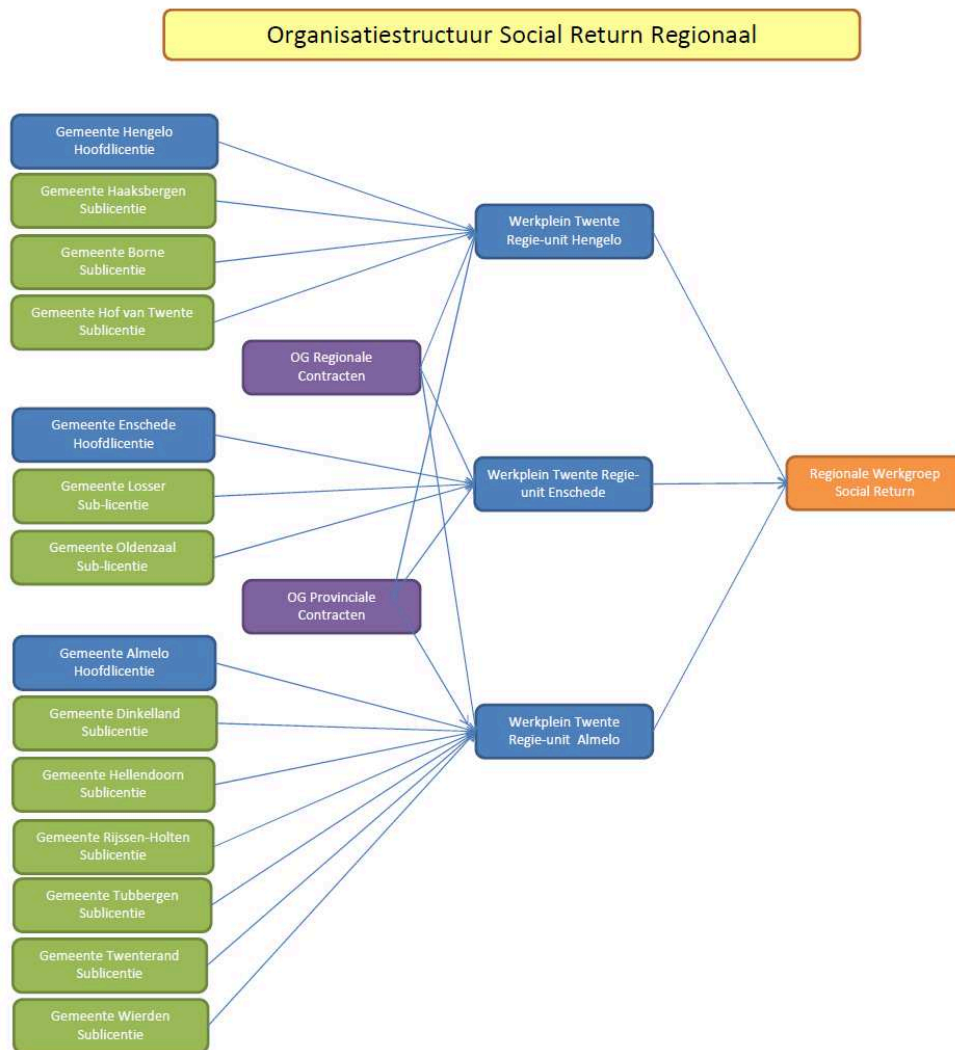 Organisatiestructuur Social Return Regionaal
Gemeente Hengelo
Hoofdlicentie
Gemeente Haaksbergen
Sublicentie
Gemeente Borne
Sublicentie
Gemeente Hof van Twente
Sublicentie
Werkplein Twente
Regie-unit Hengelo
OG Regionale
Contracten
Gemeente Enschede
Hoofdlicentie
Gemeente Losser
Sub-licentie
Gemeente Oldenzaal
Sub-licentie
Werkplein Twente Regie-
unit Enschede
Regionale Werkgroep
Social Return
OG Provinciale
Contracten
Gemeente Almelo
Hoofdlicentie
Gemeente Dinkelland
Sublicentie
Gemeente Hellendoorn
Sublicentie
Gemeente Rijssen-Holten
Sublicentie
Gemeente Tubbergen
Sublicentie
Gemeente Twenterand
Sublicentie
Gemeente Wierden
Sublicentie
Werkplein Twente
Regie-unit Almelo